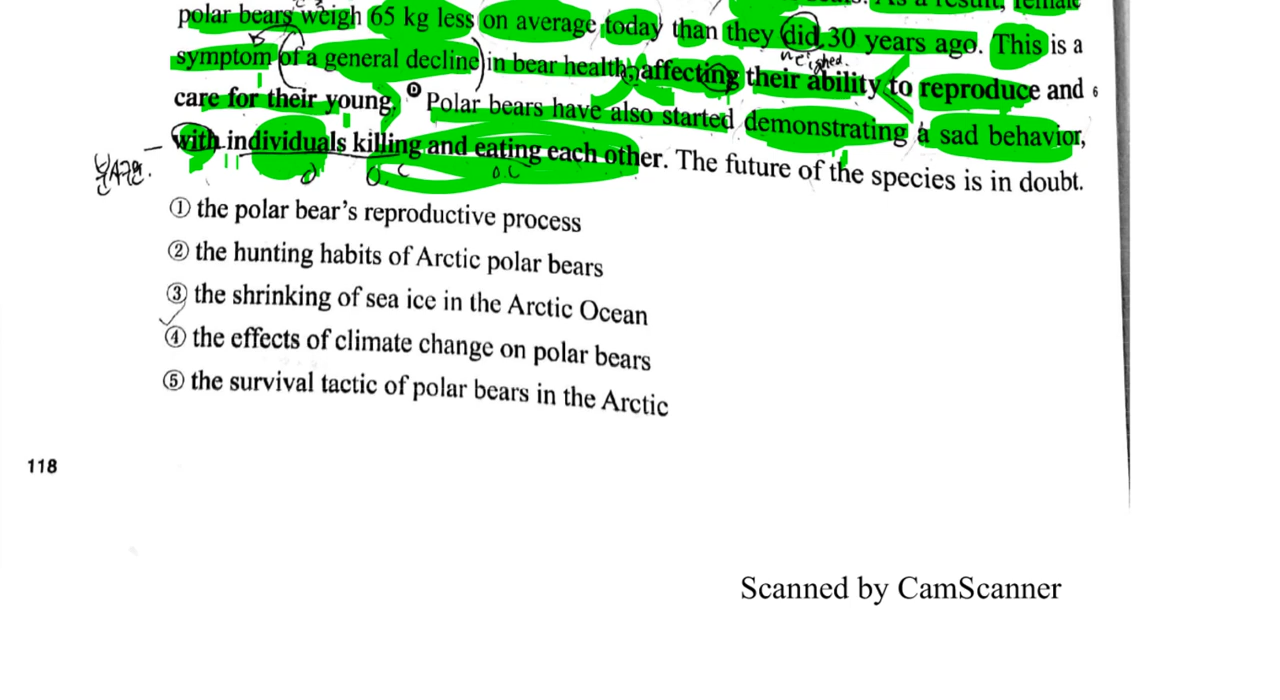 As a result, female
polar bears weigh 65 kg less on average today than they did 30 years ago. This is a
weighed.
symptom of a general decline in bear health, affecting their ability to reproduce and 6
care for their young. Polar bears have also started demonstrating a sad behavior,
with individuals killing and eating each other. The future of the species is in doubt.
O.C O.C
① the polar bear's reproductive process
② the hunting habits of Arctic polar bears
③ the shrinking of sea ice in the Arctic Ocean
④ the effects of climate change on polar bears
⑤ the survival tactic of polar bears in the Arctic
118
Scanned by CamScanner